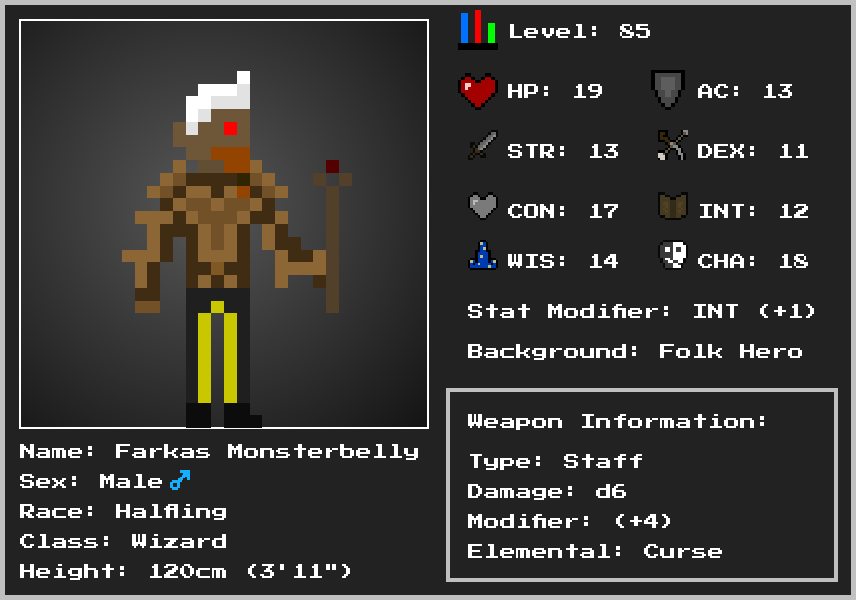 Level: 85
HP: 19 AC: 13
STR: 13 DEX: 11
CON: 17 INT: 12
WIS: 14 CHA: 18
Stat Modifier: INT (+1)
Background: Folk Hero
Weapon Information:
Type: Staff
Damage: d6
Modifier: (+4)
Elemental: Curse
Name: Farkas Monsterbelly
Sex: Male ♂
Race: Halfling
Class: Wizard
Height: 120cm (3'11")